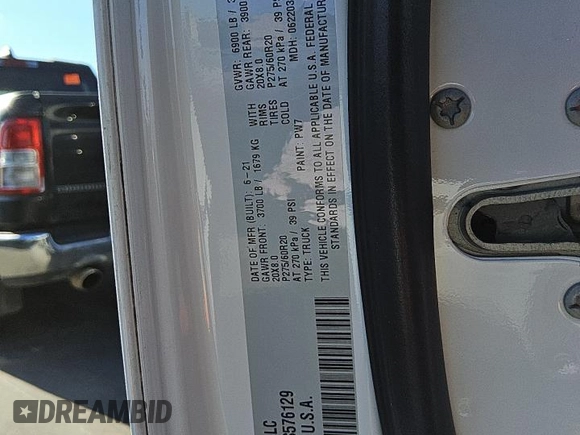 LC
DATE OF MFR (BUILT): 6-21 GVWR: 6900 LB /
GAWR FRONT: 3700 LB / 1679 KG WITH GAWR REAR: 3900
20X8.0 RIMS 20X8.0
P275/60R20 TIRES P275/60R20
AT 270 kPa / 39 PSI COLD AT 270 kPa / 39 PSI
TYPE: TRUCK PAINT: PW7 MDH: 062203
THIS VEHICLE CONFORMS TO ALL APPLICABLE U.S.A. FEDERAL
STANDARDS IN EFFECT ON THE DATE OF MANUFACTUR
576129
U.S.A.
DREAMBID